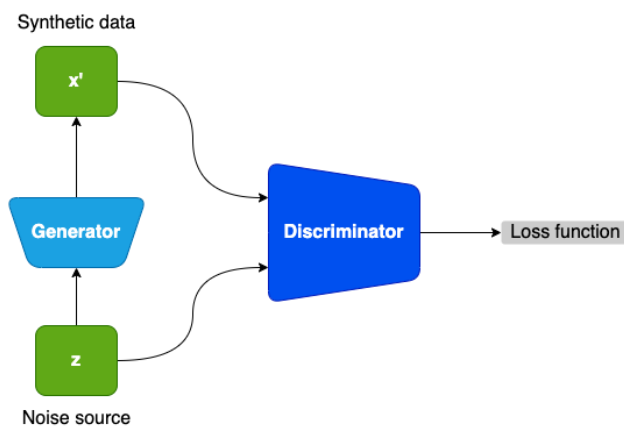 Synthetic data
x'
Generator
Discriminator
Loss function
z
Noise source